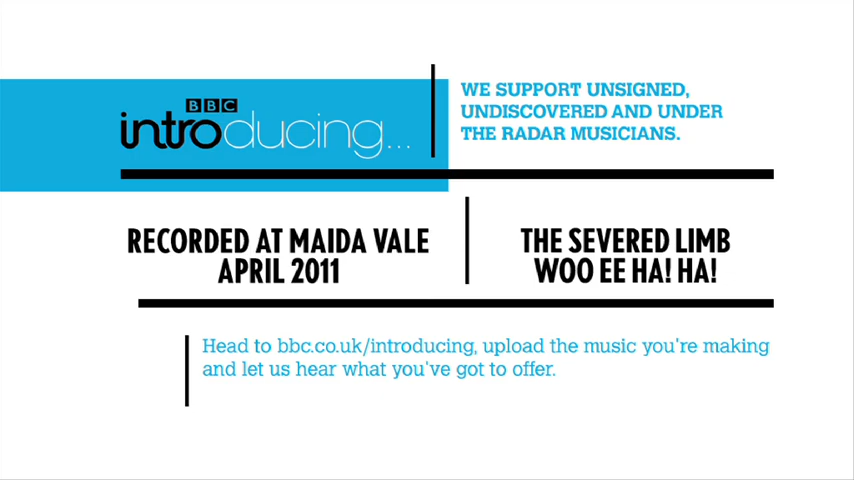 BBC
introducing...
WE SUPPORT UNSIGNED,
UNDISCOVERED AND UNDER
THE RADAR MUSICIANS.
RECORDED AT MAIDA VALE
APRIL 2011
THE SEVERED LIMB
WOO EE HA! HA!
Head to bbc.co.uk/introducing, upload the music you're making
and let us hear what you've got to offer.